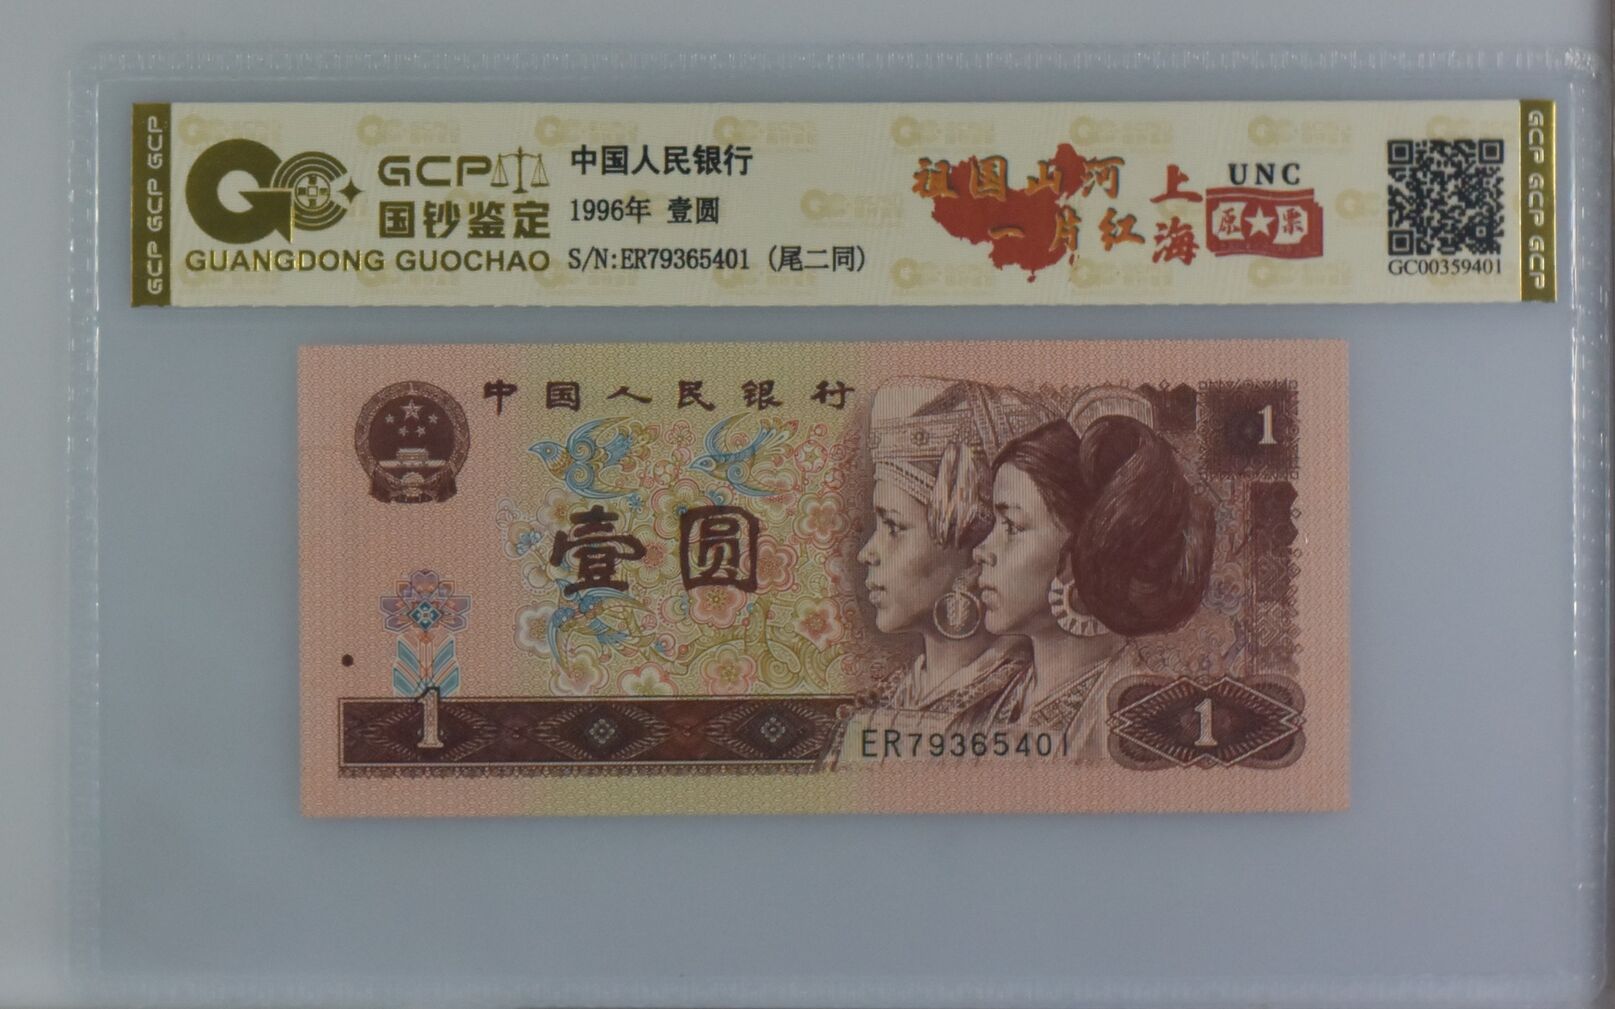 GCP GCP GCP
GCP
国钞鉴定
GUANGDONG GUOCHAO
中国人民银行
1996年 壹圆
S/N:ER79365401 (尾二同)
祖国山河
一片红
上海
UNC
原票
GC00359401
GCP GCP GCP
中国人民银行
1
壹圆
1
ER79365401
1